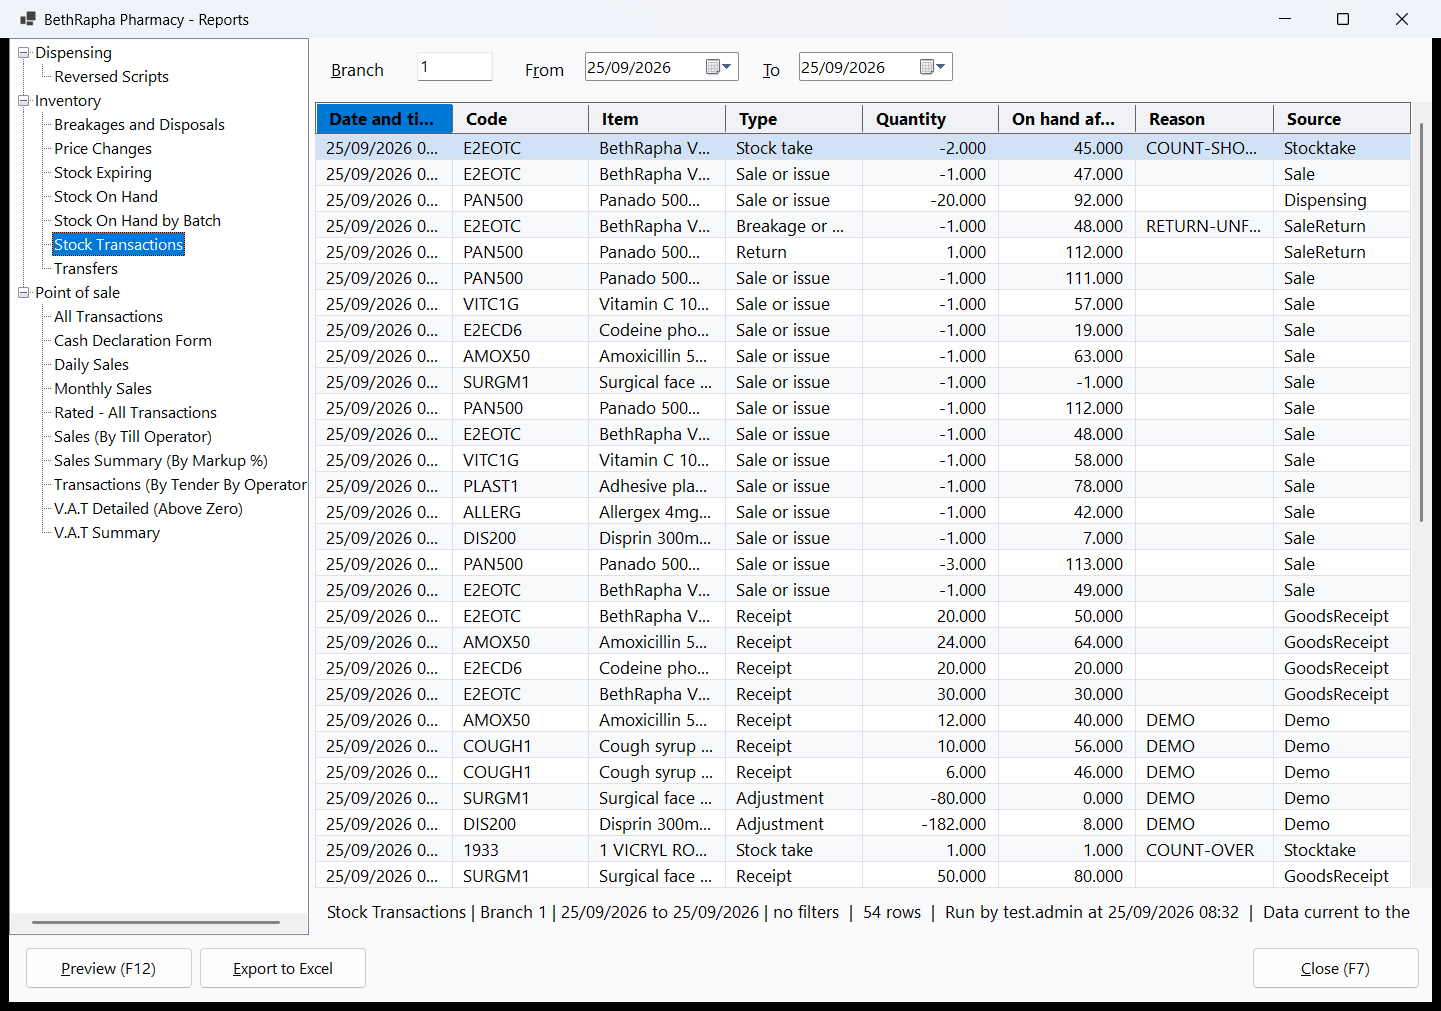 BethRapha Pharmacy - Reports
Dispensing
Reversed Scripts
Inventory
Breakages and Disposals
Price Changes
Stock Expiring
Stock On Hand
Stock On Hand by Batch
Stock Transactions
Transfers
Point of sale
All Transactions
Cash Declaration Form
Daily Sales
Monthly Sales
Rated - All Transactions
Sales (By Till Operator)
Sales Summary (By Markup %)
Transactions (By Tender By Operator
V.A.T Detailed (Above Zero)
V.A.T Summary
Branch 1 From 25/09/2026 To 25/09/2026
Date and ti... Code Item Type Quantity On hand af... Reason Source
25/09/2026 0... E2EOTC BethRapha V... Stock take -2.000 45.000 COUNT-SHO... Stocktake
25/09/2026 0... E2EOTC BethRapha V... Sale or issue -1.000 47.000 Sale
25/09/2026 0... PAN500 Panado 500... Sale or issue -20.000 92.000 Dispensing
25/09/2026 0... E2EOTC BethRapha V... Breakage or ... -1.000 48.000 RETURN-UNF... SaleReturn
25/09/2026 0... PAN500 Panado 500... Return 1.000 112.000 SaleReturn
25/09/2026 0... PAN500 Panado 500... Sale or issue -1.000 111.000 Sale
25/09/2026 0... VITC1G Vitamin C 10... Sale or issue -1.000 57.000 Sale
25/09/2026 0... E2ECD6 Codeine pho... Sale or issue -1.000 19.000 Sale
25/09/2026 0... AMOX50 Amoxicillin 5... Sale or issue -1.000 63.000 Sale
25/09/2026 0... SURGM1 Surgical face ... Sale or issue -1.000 -1.000 Sale
25/09/2026 0... PAN500 Panado 500... Sale or issue -1.000 112.000 Sale
25/09/2026 0... E2EOTC BethRapha V... Sale or issue -1.000 48.000 Sale
25/09/2026 0... VITC1G Vitamin C 10... Sale or issue -1.000 58.000 Sale
25/09/2026 0... PLAST1 Adhesive pla... Sale or issue -1.000 78.000 Sale
25/09/2026 0... ALLERG Allergex 4mg... Sale or issue -1.000 42.000 Sale
25/09/2026 0... DIS200 Disprin 300m... Sale or issue -1.000 7.000 Sale
25/09/2026 0... PAN500 Panado 500... Sale or issue -3.000 113.000 Sale
25/09/2026 0... E2EOTC BethRapha V... Sale or issue -1.000 49.000 Sale
25/09/2026 0... E2EOTC BethRapha V... Receipt 20.000 50.000 GoodsReceipt
25/09/2026 0... AMOX50 Amoxicillin 5... Receipt 24.000 64.000 GoodsReceipt
25/09/2026 0... E2ECD6 Codeine pho... Receipt 20.000 20.000 GoodsReceipt
25/09/2026 0... E2EOTC BethRapha V... Receipt 30.000 30.000 GoodsReceipt
25/09/2026 0... AMOX50 Amoxicillin 5... Receipt 12.000 40.000 DEMO Demo
25/09/2026 0... COUGH1 Cough syrup ... Receipt 10.000 56.000 DEMO Demo
25/09/2026 0... COUGH1 Cough syrup ... Receipt 6.000 46.000 DEMO Demo
25/09/2026 0... SURGM1 Surgical face ... Adjustment -80.000 0.000 DEMO Demo
25/09/2026 0... DIS200 Disprin 300m... Adjustment -182.000 8.000 DEMO Demo
25/09/2026 0... 1933 1 VICRYL RO... Stock take 1.000 1.000 COUNT-OVER Stocktake
25/09/2026 0... SURGM1 Surgical face ... Receipt 50.000 80.000 GoodsReceipt
Stock Transactions | Branch 1 | 25/09/2026 to 25/09/2026 | no filters | 54 rows | Run by test.admin at 25/09/2026 08:32 | Data current to the
Preview (F12) Export to Excel Close (F7)